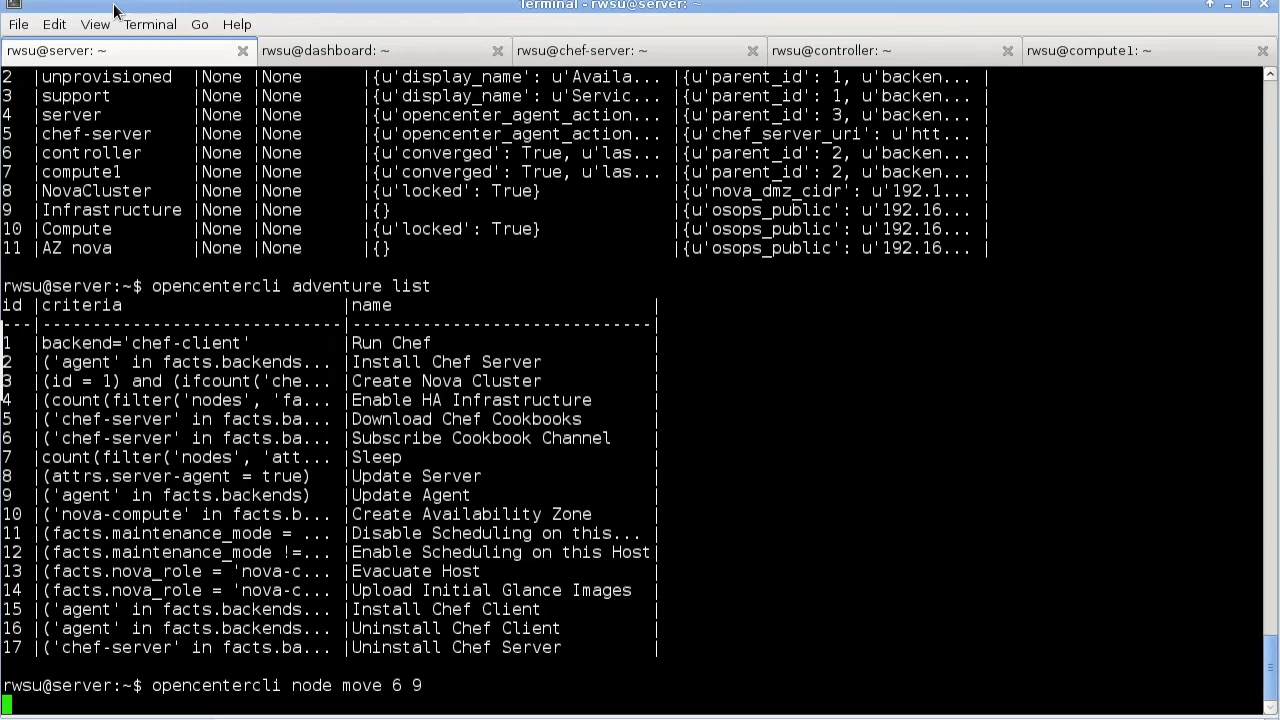 Terminal - rwsu@server: ~
File Edit View Terminal Go Help
rwsu@server: ~ rwsu@dashboard: ~ rwsu@chef-server: ~ rwsu@controller: ~ rwsu@compute1: ~
2 |unprovisioned |None |None |{u'display_name': u'Availa... |{u'parent_id': 1, u'backen... |
3 |support |None |None |{u'display_name': u'Servic... |{u'parent_id': 1, u'backen... |
4 |server |None |None |{u'opencenter_agent_action... |{u'parent_id': 3, u'backen... |
5 |chef-server |None |None |{u'opencenter_agent_action... |{u'chef_server_uri': u'htt... |
6 |controller |None |None |{u'converged': True, u'las... |{u'parent_id': 2, u'backen... |
7 |compute1 |None |None |{u'converged': True, u'las... |{u'parent_id': 2, u'backen... |
8 |NovaCluster |None |None |{u'locked': True} |{u'nova_dmz_cidr': u'192.1... |
9 |Infrastructure |None |None |{} |{u'osops_public': u'192.16... |
10 |Compute |None |None |{u'locked': True} |{u'osops_public': u'192.16... |
11 |AZ nova |None |None |{} |{u'osops_public': u'192.16... |
rwsu@server:~$ opencentercli adventure list
id |criteria |name |
---|--------------------------------|-------------------------------|
1 |backend='chef-client' |Run Chef |
2 |('agent' in facts.backends... |Install Chef Server |
3 |(id = 1) and (ifcount('che... |Create Nova Cluster |
4 |(count(filter('nodes', 'fa... |Enable HA Infrastructure |
5 |('chef-server' in facts.ba... |Download Chef Cookbooks |
6 |('chef-server' in facts.ba... |Subscribe Cookbook Channel |
7 |count(filter('nodes', 'att... |Sleep |
8 |(attrs.server-agent = true) |Update Server |
9 |('agent' in facts.backends) |Update Agent |
10 |('nova-compute' in facts.b... |Create Availability Zone |
11 |(facts.maintenance_mode = ... |Disable Scheduling on this... |
12 |(facts.maintenance_mode !=... |Enable Scheduling on this Host|
13 |(facts.nova_role = 'nova-c... |Evacuate Host |
14 |(facts.nova_role = 'nova-c... |Upload Initial Glance Images |
15 |('agent' in facts.backends... |Install Chef Client |
16 |('agent' in facts.backends... |Uninstall Chef Client |
17 |('chef-server' in facts.ba... |Uninstall Chef Server |
rwsu@server:~$ opencentercli node move 6 9